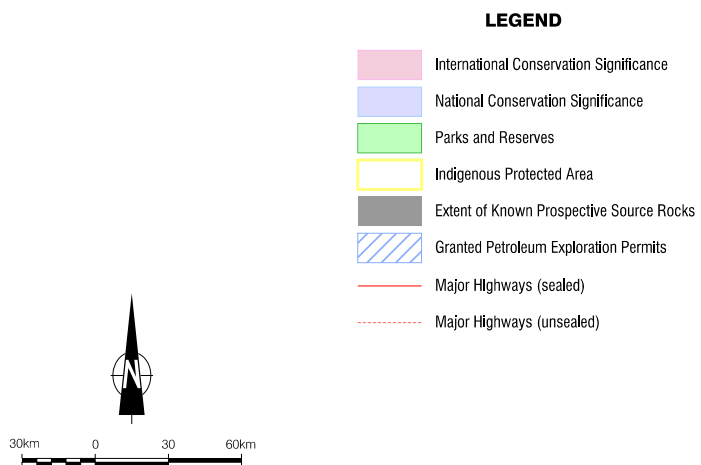 LEGEND
International Conservation Significance
National Conservation Significance
Parks and Reserves
Indigenous Protected Area
Extent of Known Prospective Source Rocks
Granted Petroleum Exploration Permits
Major Highways (sealed)
Major Highways (unsealed)
N
30km 0 30 60km